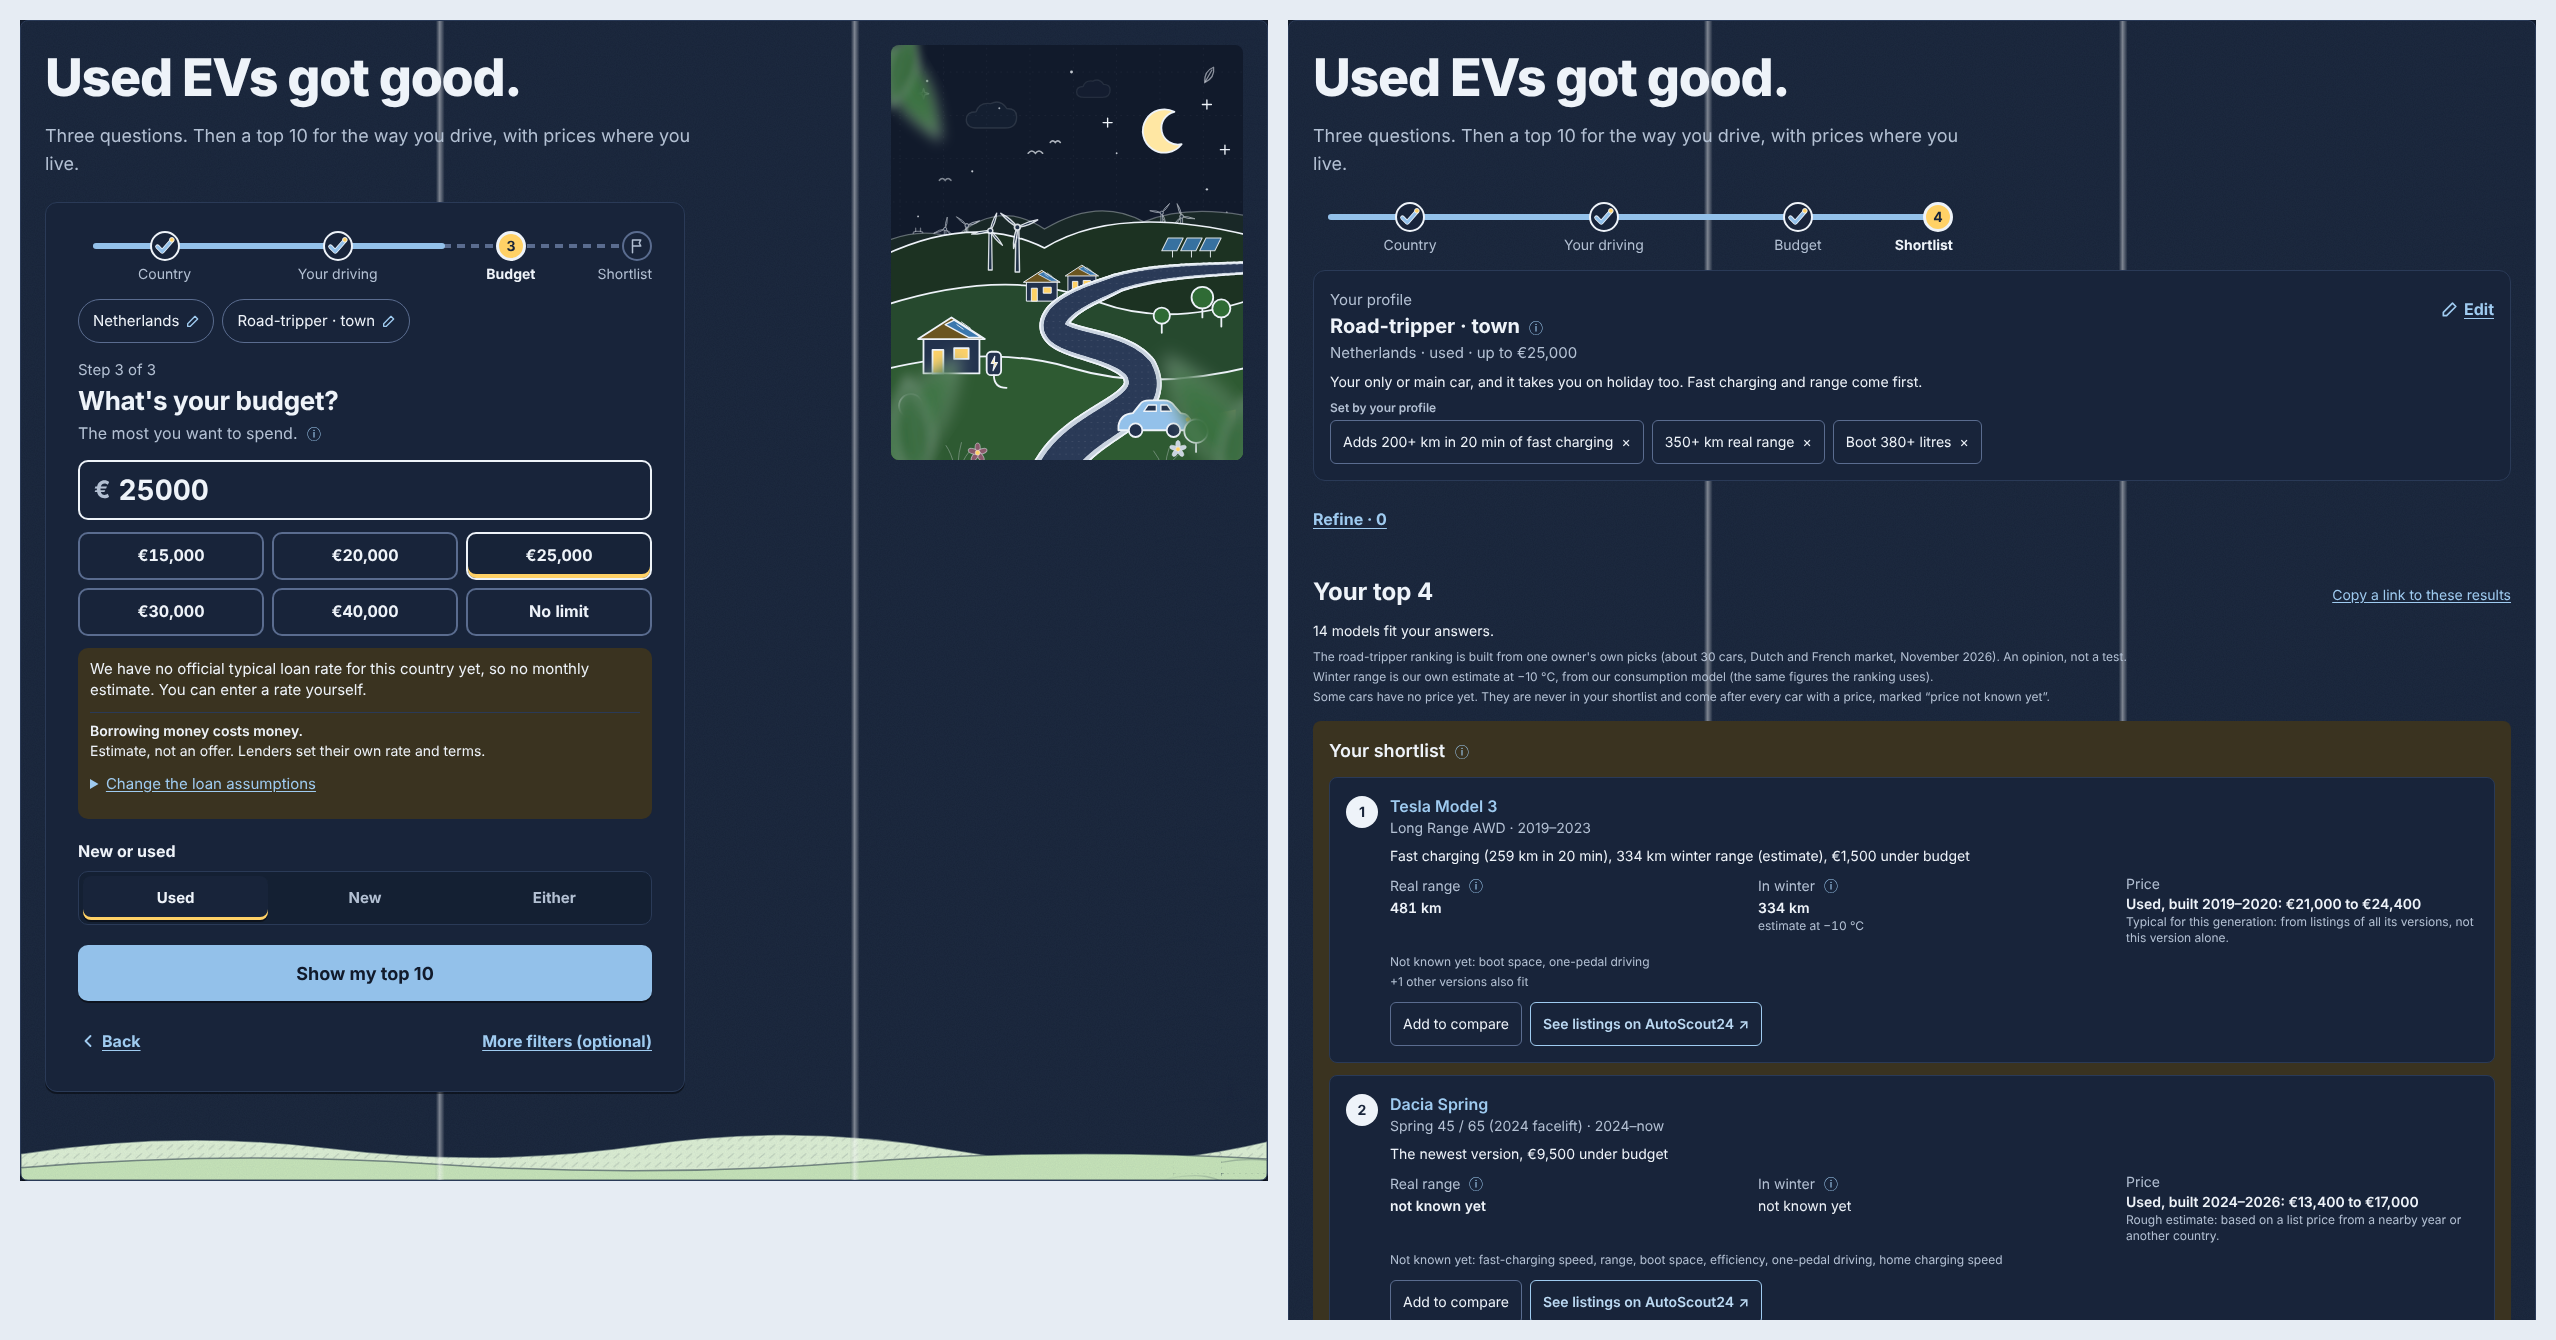 Used EVs got good.
Three questions. Then a top 10 for the way you drive, with prices where you
live.
3
Country
Your driving
Budget
Shortlist
Netherlands
Road-tripper · town
Step 3 of 3
What's your budget?
The most you want to spend.
€ 25000
€15,000
€20,000
€25,000
€30,000
€40,000
No limit
We have no official typical loan rate for this country yet, so no monthly
estimate. You can enter a rate yourself.
Borrowing money costs money.
Estimate, not an offer. Lenders set their own rate and terms.
Change the loan assumptions
New or used
Used
New
Either
Show my top 10
Back
More filters (optional)
Used EVs got good.
Three questions. Then a top 10 for the way you drive, with prices where you
live.
4
Country
Your driving
Budget
Shortlist
Your profile
Road-tripper · town
Edit
Netherlands · used · up to €25,000
Your only or main car, and it takes you on holiday too. Fast charging and range come first.
Set by your profile
Adds 200+ km in 20 min of fast charging ×
350+ km real range ×
Boot 380+ litres ×
Refine · 0
Your top 4
Copy a link to these results
14 models fit your answers.
The road-tripper ranking is built from one owner's own picks (about 30 cars, Dutch and French market, November 2026). An opinion, not a test.
Winter range is our own estimate at −10 °C, from our consumption model (the same figures the ranking uses).
Some cars have no price yet. They are never in your shortlist and come after every car with a price, marked “price not known yet”.
Your shortlist
1
Tesla Model 3
Long Range AWD · 2019–2023
Fast charging (259 km in 20 min), 334 km winter range (estimate), €1,500 under budget
Real range
481 km
In winter
334 km
estimate at −10 °C
Price
Used, built 2019–2020: €21,000 to €24,400
Typical for this generation: from listings of all its versions, not
this version alone.
Not known yet: boot space, one-pedal driving
+1 other versions also fit
Add to compare
See listings on AutoScout24 ↗
2
Dacia Spring
Spring 45 / 65 (2024 facelift) · 2024–now
The newest version, €9,500 under budget
Real range
not known yet
In winter
not known yet
Price
Used, built 2024–2026: €13,400 to €17,000
Rough estimate: based on a list price from a nearby year or
another country.
Not known yet: fast-charging speed, range, boot space, efficiency, one-pedal driving, home charging speed
Add to compare
See listings on AutoScout24 ↗